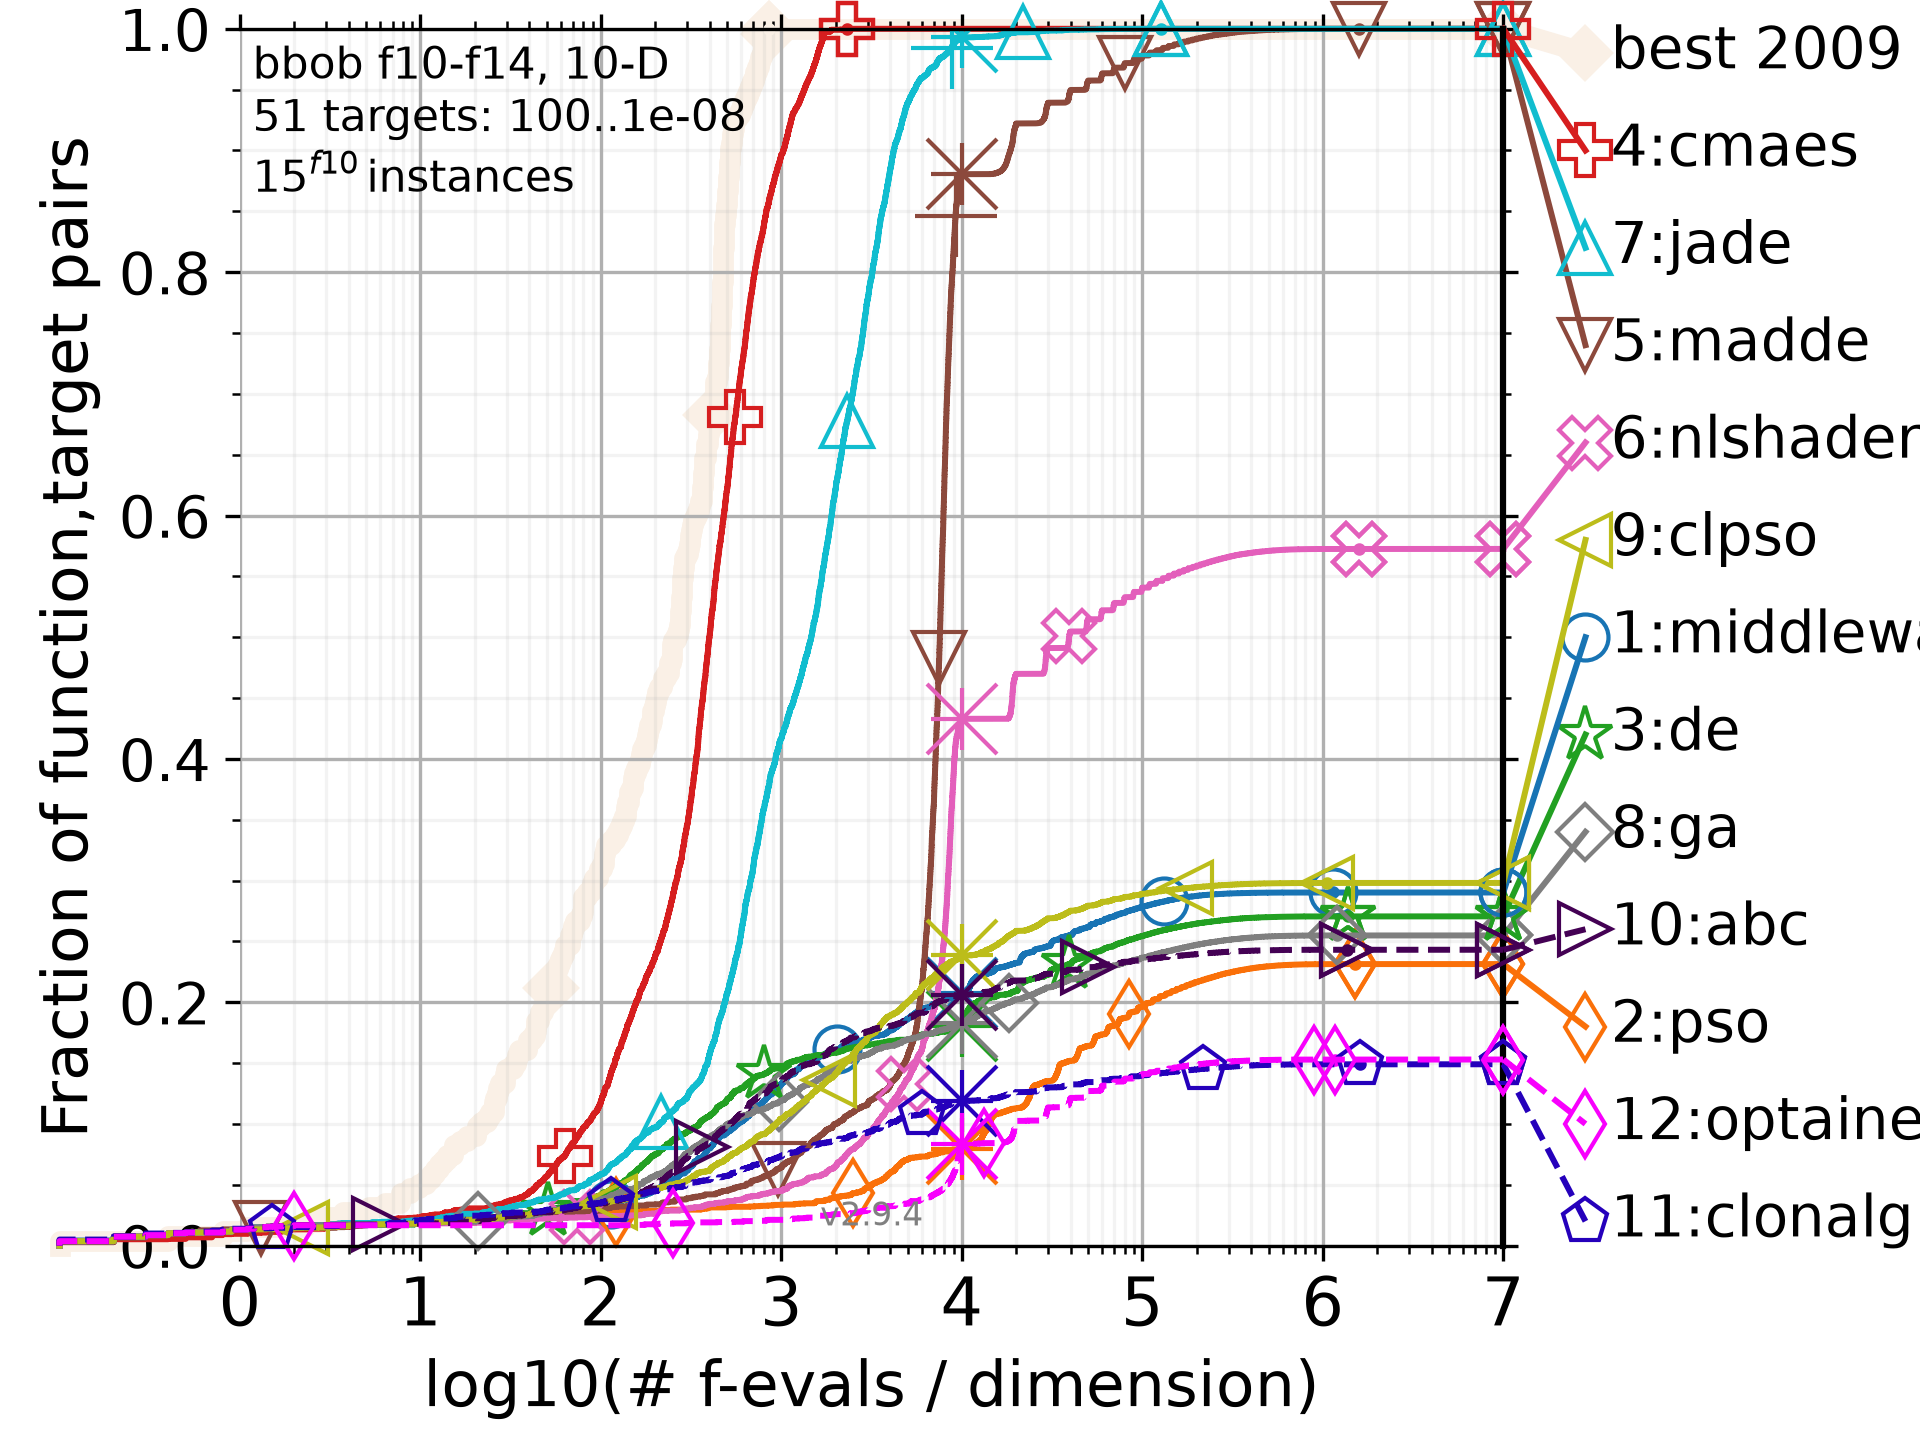 bbob f10-f14, 10-D
51 targets: 100..1e-08
15f10 instances
Fraction of function,target pairs
1.0
0.8
0.6
0.4
0.2
0.0
0 1 2 3 4 5 6 7
log10(# f-evals / dimension)
v2.9.4
best 2009
4:cmaes
7:jade
5:madde
6:nlshader
9:clpso
1:middlewa
3:de
8:ga
10:abc
2:pso
12:optaine
11:clonalg